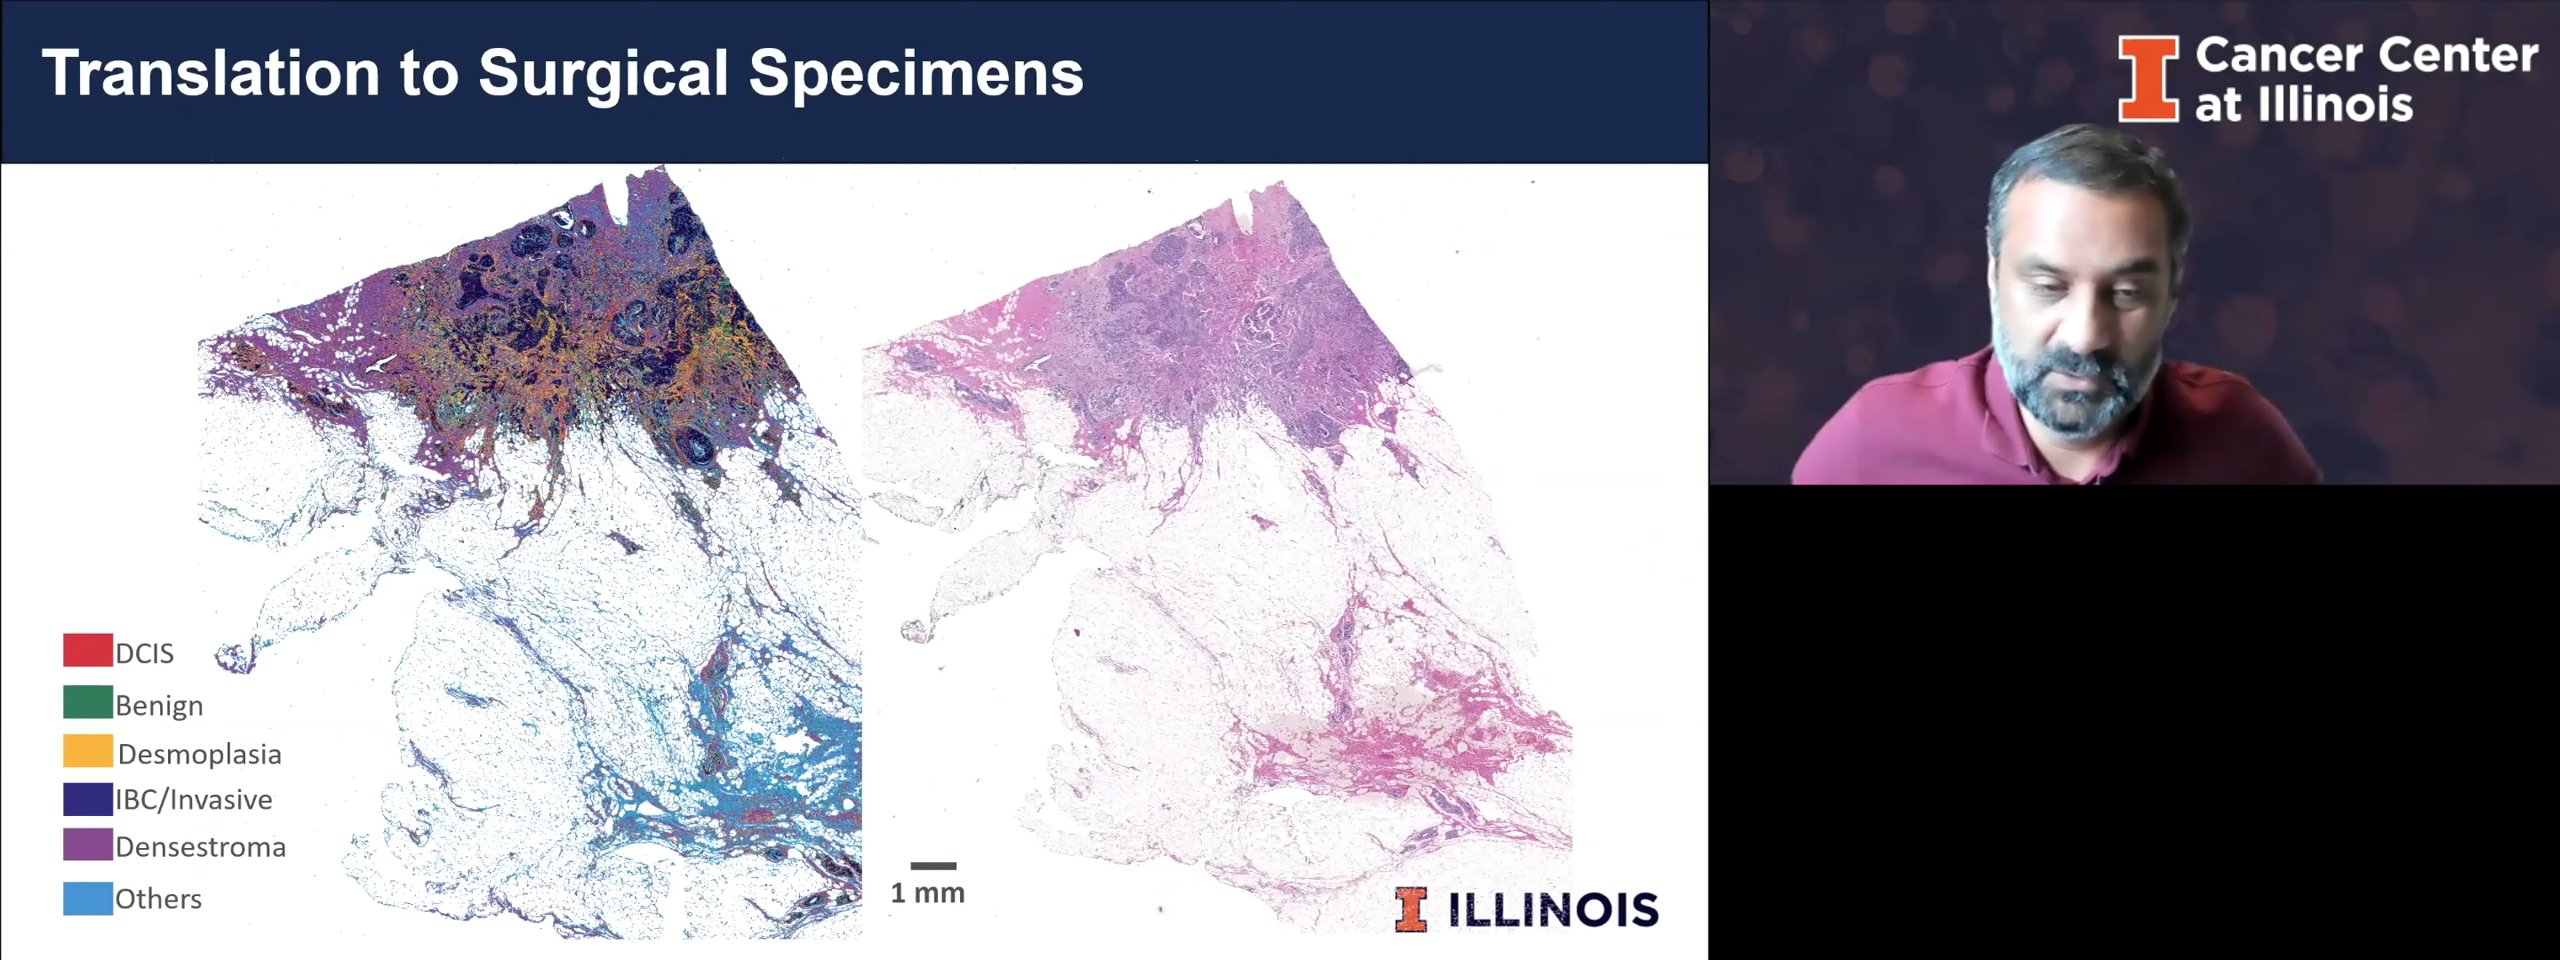 Translation to Surgical Specimens
Cancer Center
at Illinois
DCIS
Benign
Desmoplasia
IBC/Invasive
Densestroma
Others
1 mm
ILLINOIS